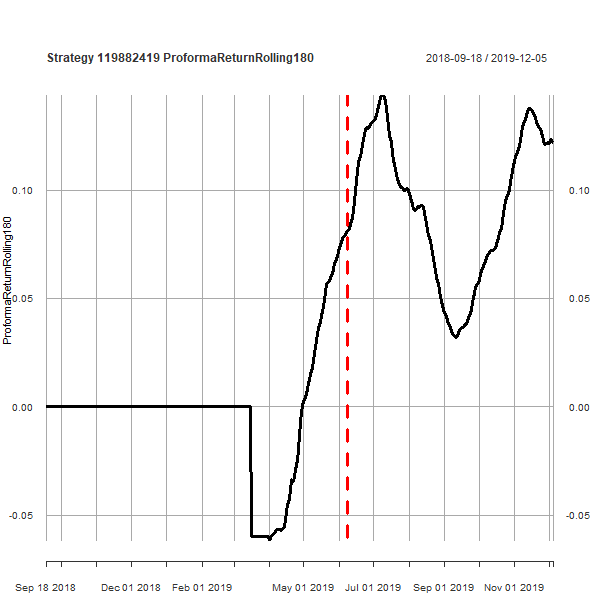 Strategy 119882419 ProformaReturnRolling180
2018-09-18 / 2019-12-05
ProformaReturnRolling180
0.10
0.05
0.00
-0.05
0.10
0.05
0.00
-0.05
Sep 18 2018
Dec 01 2018
Feb 01 2019
May 01 2019
Jul 01 2019
Sep 01 2019
Nov 01 2019